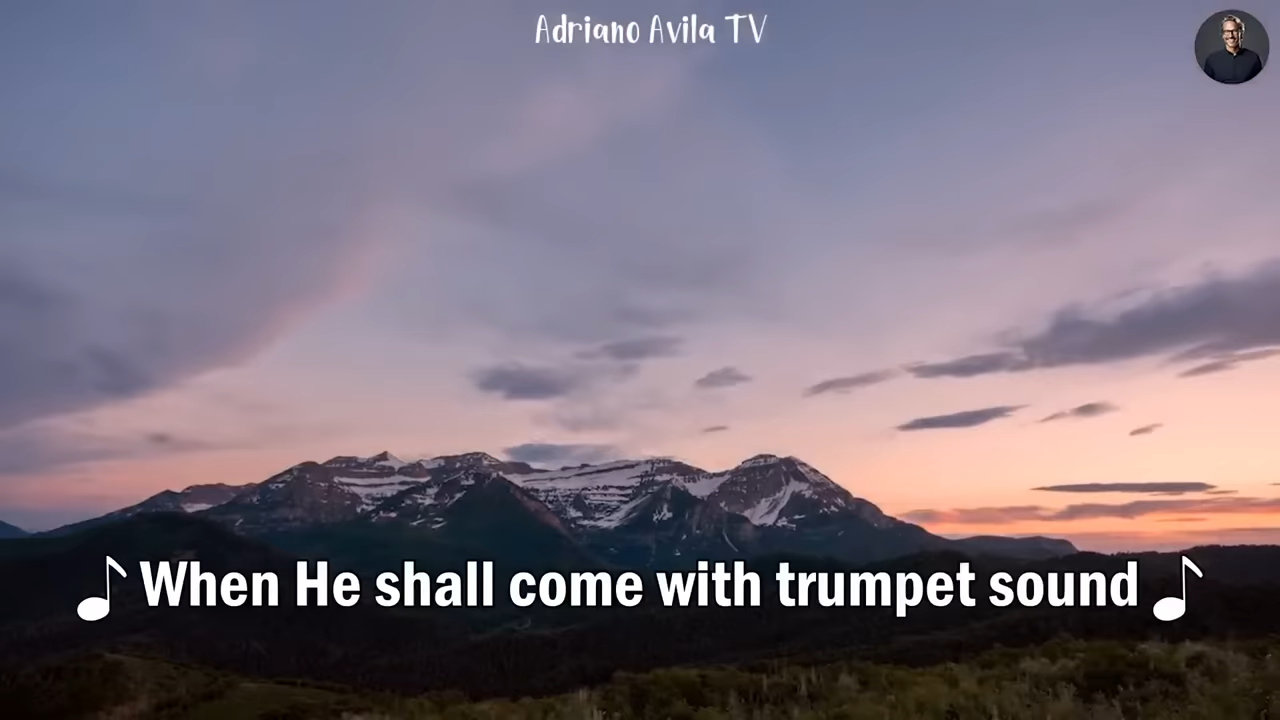 Adriano Avila TV
♪ When He shall come with trumpet sound ♪